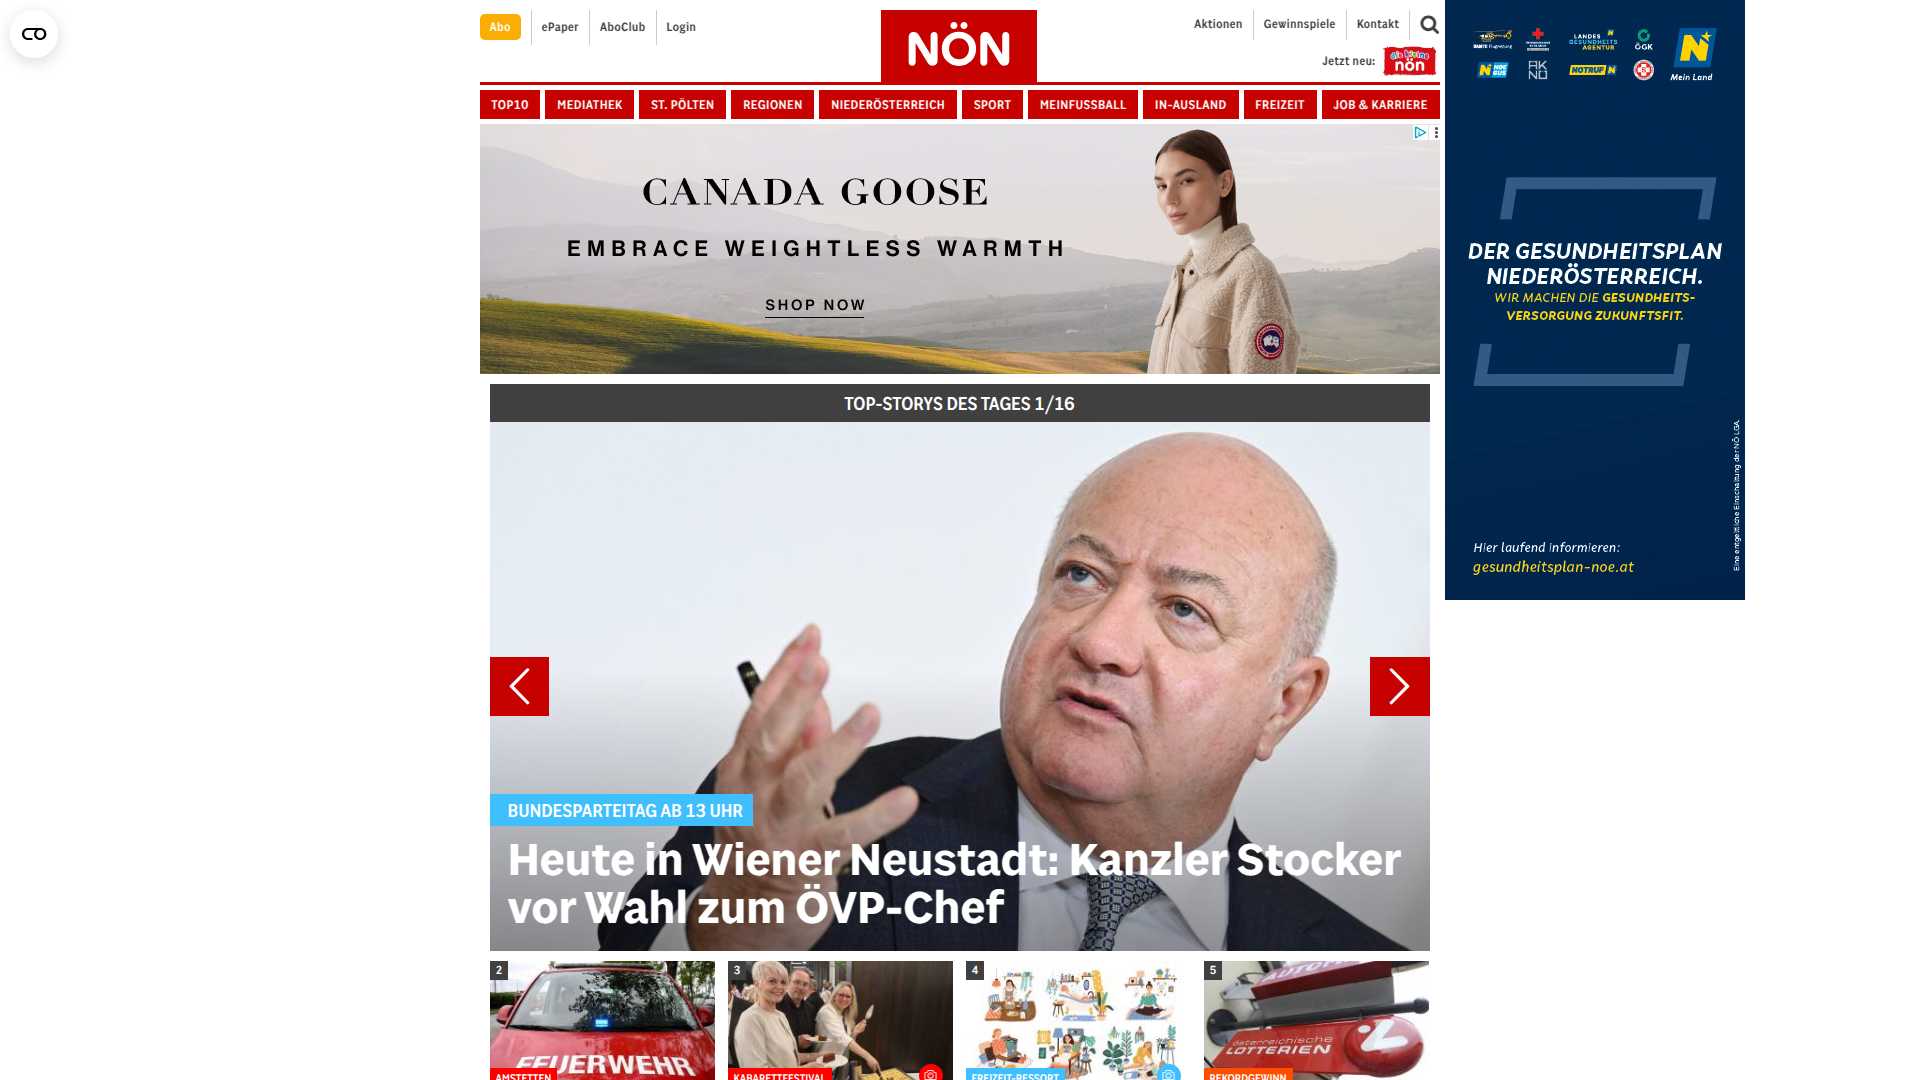 Abo
ePaper
AboClub
Login
NÖN
Aktionen
Gewinnspiele
Kontakt
Jetzt neu:
die kleine
nön
TOP10
MEDIATHEK
ST. PÖLTEN
REGIONEN
NIEDERÖSTERREICH
SPORT
MEINFUSSBALL
IN-AUSLAND
FREIZEIT
JOB & KARRIERE
CANADA GOOSE
EMBRACE WEIGHTLESS WARMTH
SHOP NOW
LANDES
GESUNDHEITS
AGENTUR
ÖGK
N
Mein Land
NOTRUF N
DER GESUNDHEITSPLAN
NIEDERÖSTERREICH.
WIR MACHEN DIE GESUNDHEITS-
VERSORGUNG ZUKUNFTSFIT.
Eine entgeltliche Einschaltung der NÖ LGA.
Hier laufend informieren:
gesundheitsplan-noe.at
TOP-STORYS DES TAGES 1/16
BUNDESPARTEITAG AB 13 UHR
Heute in Wiener Neustadt: Kanzler Stocker
vor Wahl zum ÖVP-Chef
2
FEUERWEHR
AMSTETTEN
3
KABARETTFESTIVAL
4
FREIZEIT-RESSORT
5
österreichische
LOTTERIEN
REKORDGEWINN